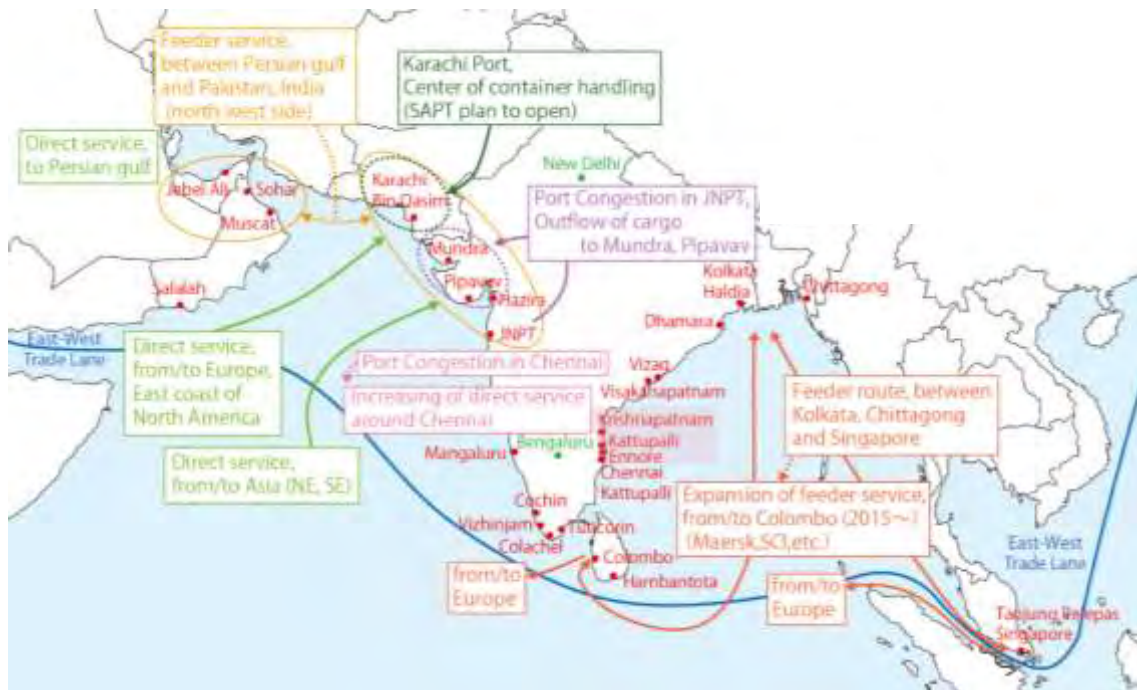 Feeder service,
between Persian gulf
and Pakistan, India
(north west side)
Karachi Port,
Center of container handling
(SAPT plan to open)
Direct service,
to Persian gulf
New Delhi
Jebel Ali
Sohar
Muscat
Karachi
Bin Qasim
Port Congestion in JNPT,
Outflow of cargo
to Mundra, Pipavav
Mundra
Pipavav
Hazira
JNPT
Salalah
Kolkata
Haldia
Chittagong
Dhamara
East-West
Trade Lane
Direct service,
from/to Europe,
East coast of
North America
Port Congestion in Chennai
Increasing of direct service
around Chennai
Vizag
Visakahapatnam
Feeder route, between
Kolkata, Chittagong
and Singapore
Krishnapatnam
Kattupalli
Ennore
Chennai
Kattupalli
Bengaluru
Mangaluru
Direct service,
from/to Asia (NE, SE)
Expansion of feeder service,
from/to Colombo (2015～)
(Maersk,SCI,etc.)
Cochin
Vizhinjam
Tuticorin
Colachel
Colombo
Hambantota
East-West
Trade Lane
from/to
Europe
from/to
Europe
Tanjung Pelepas
Singapore